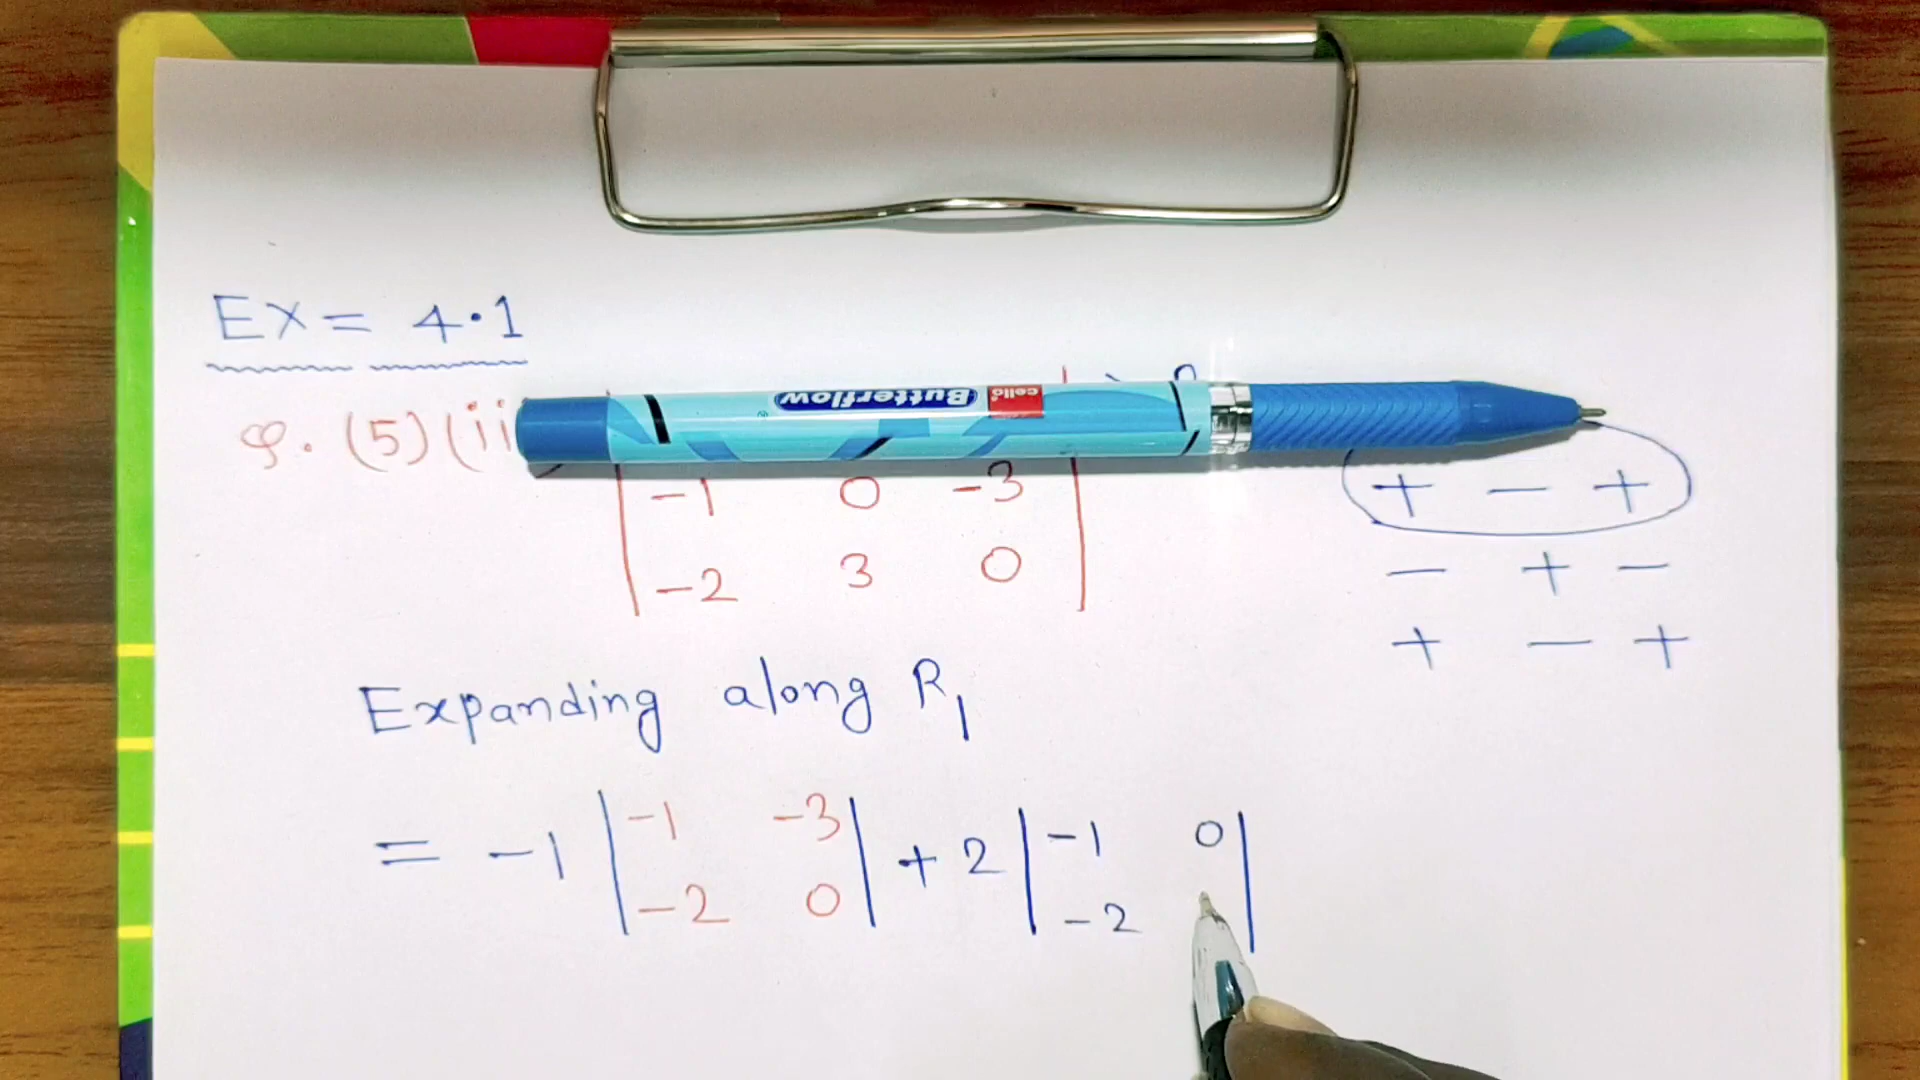 EX = 4.1
Q. (5) (ii
Butterflow cello
-1 0 -3
-2 3 0
+ - +
- + -
+ - +
Expanding along R1
= -1 | -1 -3 | + 2 | -1 0 |
| -2 0 | | -2 |